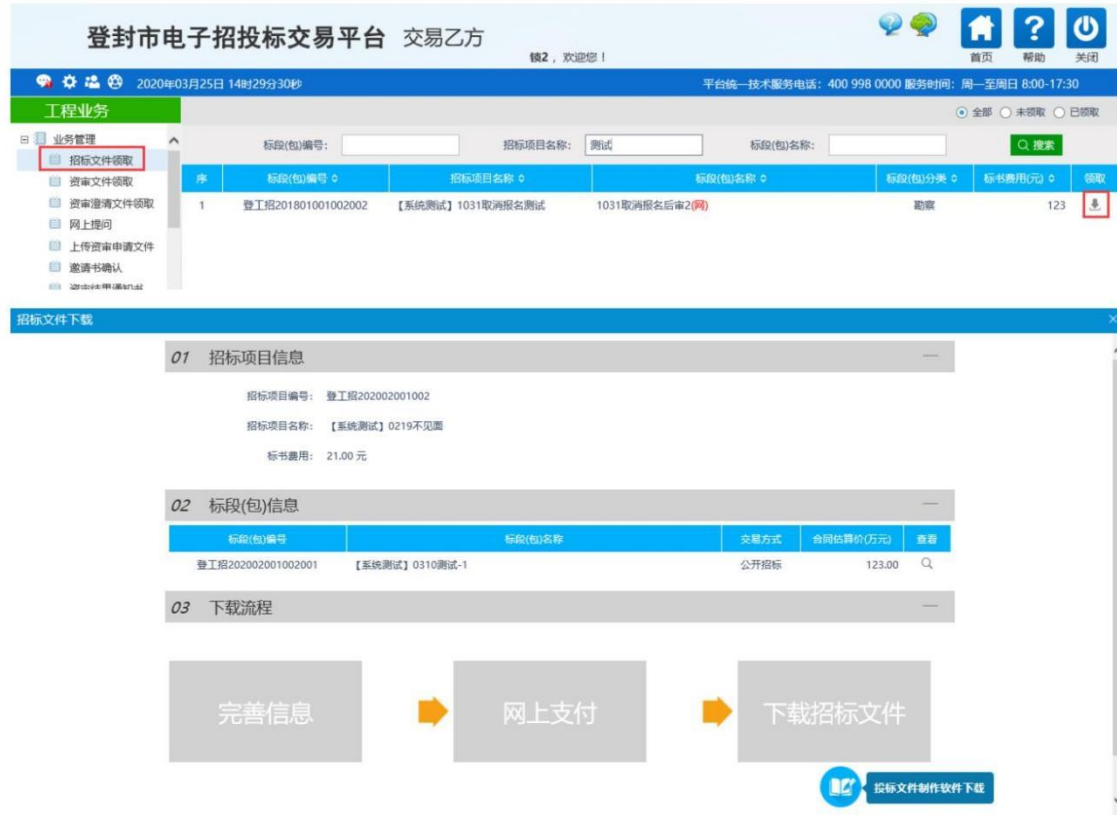 登封市电子招投标交易平台 交易乙方
锁2，欢迎您！
首页 帮助 关闭
2020年03月25日 14时29分30秒 平台统一技术服务电话：400 998 0000 服务时间：周一至周日 8:00-17:30
工程业务 全部 未领取 已领取
业务管理
标段(包)编号： 招标项目名称： 测试 标段(包)名称： 搜索
招标文件领取
序 标段(包)编号 招标项目名称 标段(包)名称 标段(包)分类 标书费用(元) 领取
资审文件领取
1 登工招201801001002002 【系统测试】1031取消报名测试 1031取消报名后审2(网) 勘察 123
资审澄清文件领取
网上提问
上传资审申请文件
邀请书确认
资审结果通知书
招标文件下载
01 招标项目信息
招标项目编号： 登工招202002001002
招标项目名称： 【系统测试】0219不见面
标书费用： 21.00 元
02 标段(包)信息
标段(包)编号 标段(包)名称 交易方式 合同估算价(万元) 查看
登工招202002001002001 【系统测试】0310测试-1 公开招标 123.00
03 下载流程
完善信息 网上支付 下载招标文件
投标文件制作软件下载